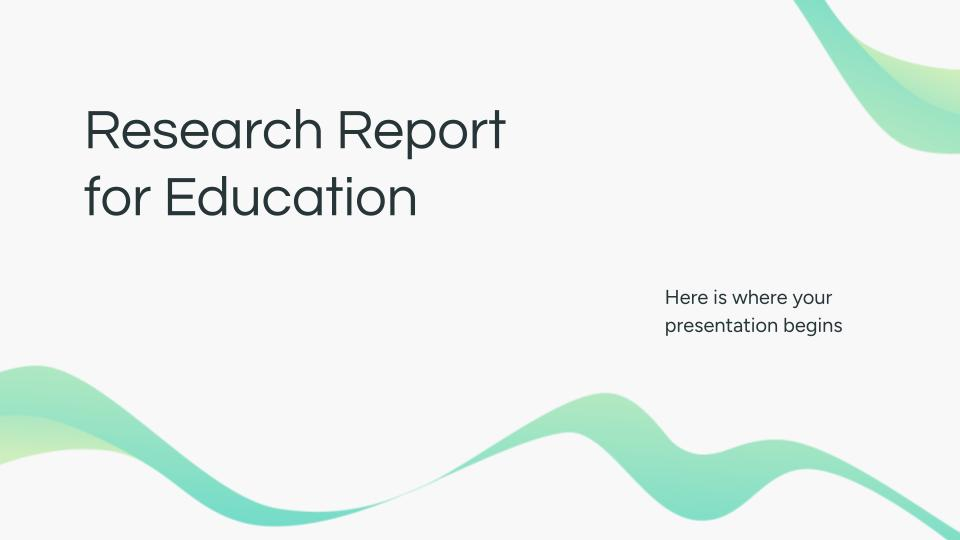 Research Report
for Education
Here is where your
presentation begins